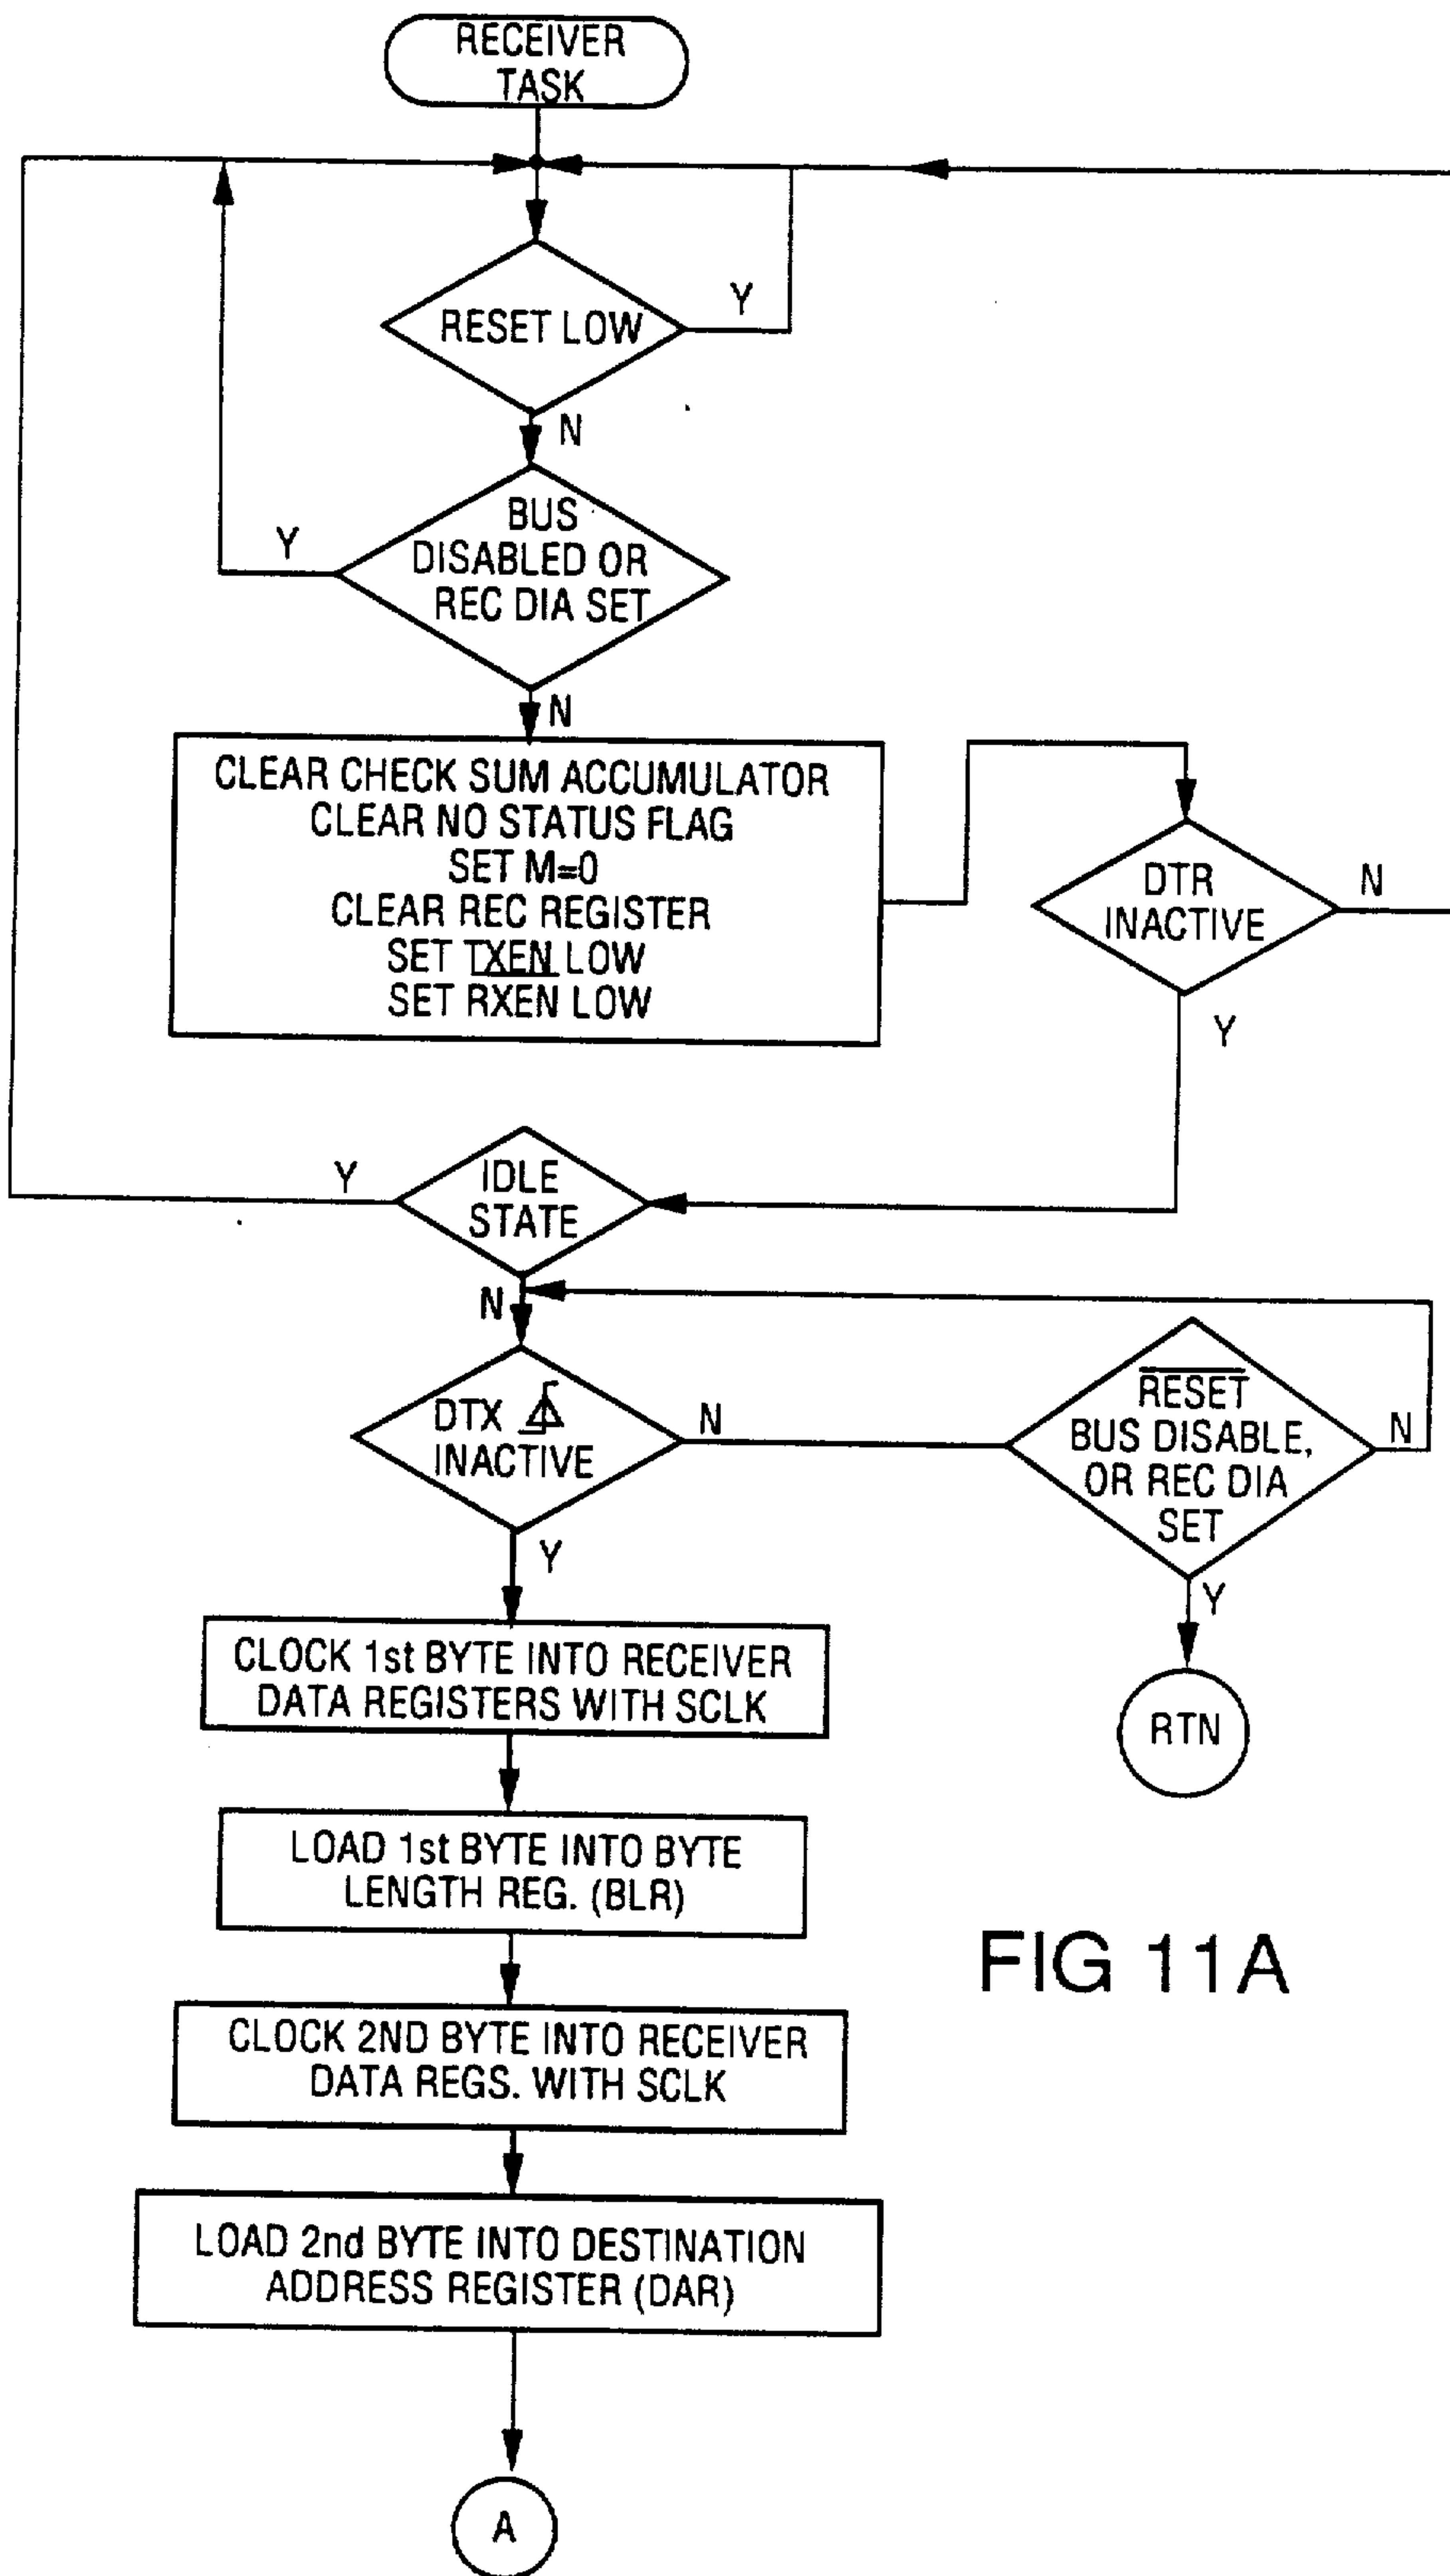 RECEIVER
TASK
RESET LOW
Y
N
BUS
DISABLED OR
REC DIA SET
Y
N
CLEAR CHECK SUM ACCUMULATOR
CLEAR NO STATUS FLAG
SET M=0
CLEAR REC REGISTER
SET TXEN LOW
SET R̅X̅E̅N̅ LOW
DTR
INACTIVE
N
Y
IDLE
STATE
Y
N
DTX
INACTIVE
N
Y
R̅E̅S̅E̅T̅
BUS DISABLE,
OR REC DIA
SET
N
Y
RTN
CLOCK 1st BYTE INTO RECEIVER
DATA REGISTERS WITH SCLK
LOAD 1st BYTE INTO BYTE
LENGTH REG. (BLR)
CLOCK 2ND BYTE INTO RECEIVER
DATA REGS. WITH SCLK
LOAD 2nd BYTE INTO DESTINATION
ADDRESS REGISTER (DAR)
A
FIG 11A